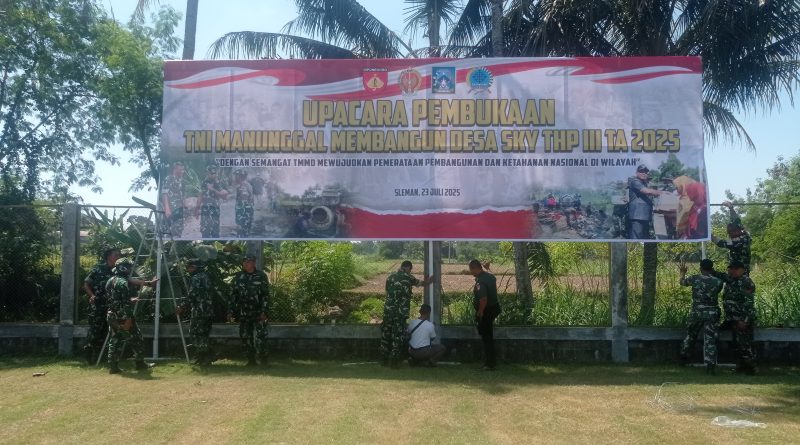 UPACARA PEMBUKAAN
TNI MANUNGGAL MEMBANGUN DESA SKY THP III TA 2025
"DENGAN SEMANGAT TMMD MEWUJUDKAN PEMERATAAN PEMBANGUNAN DAN KETAHANAN NASIONAL DI WILAYAH"
SLEMAN, 23 JULI 2025